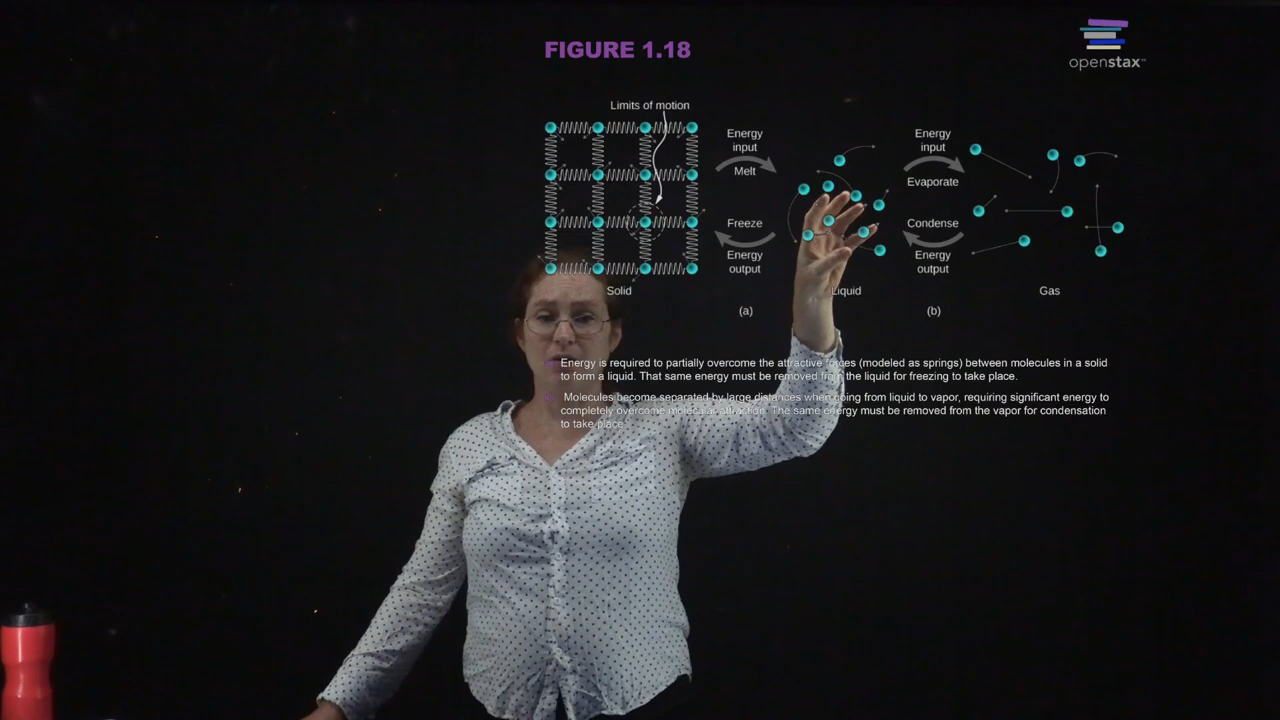 FIGURE 1.18
openstax™
Limits of motion
Energy
input
Melt
Freeze
Energy
output
Energy
input
Evaporate
Condense
Energy
output
Solid
Liquid
Gas
(a)
(b)
Energy is required to partially overcome the attractive forces (modeled as springs) between molecules in a solid
to form a liquid. That same energy must be removed from the liquid for freezing to take place.
Molecules become separated by large distances when going from liquid to vapor, requiring significant energy to
completely overcome molecular attraction. The same energy must be removed from the vapor for condensation
to take place.